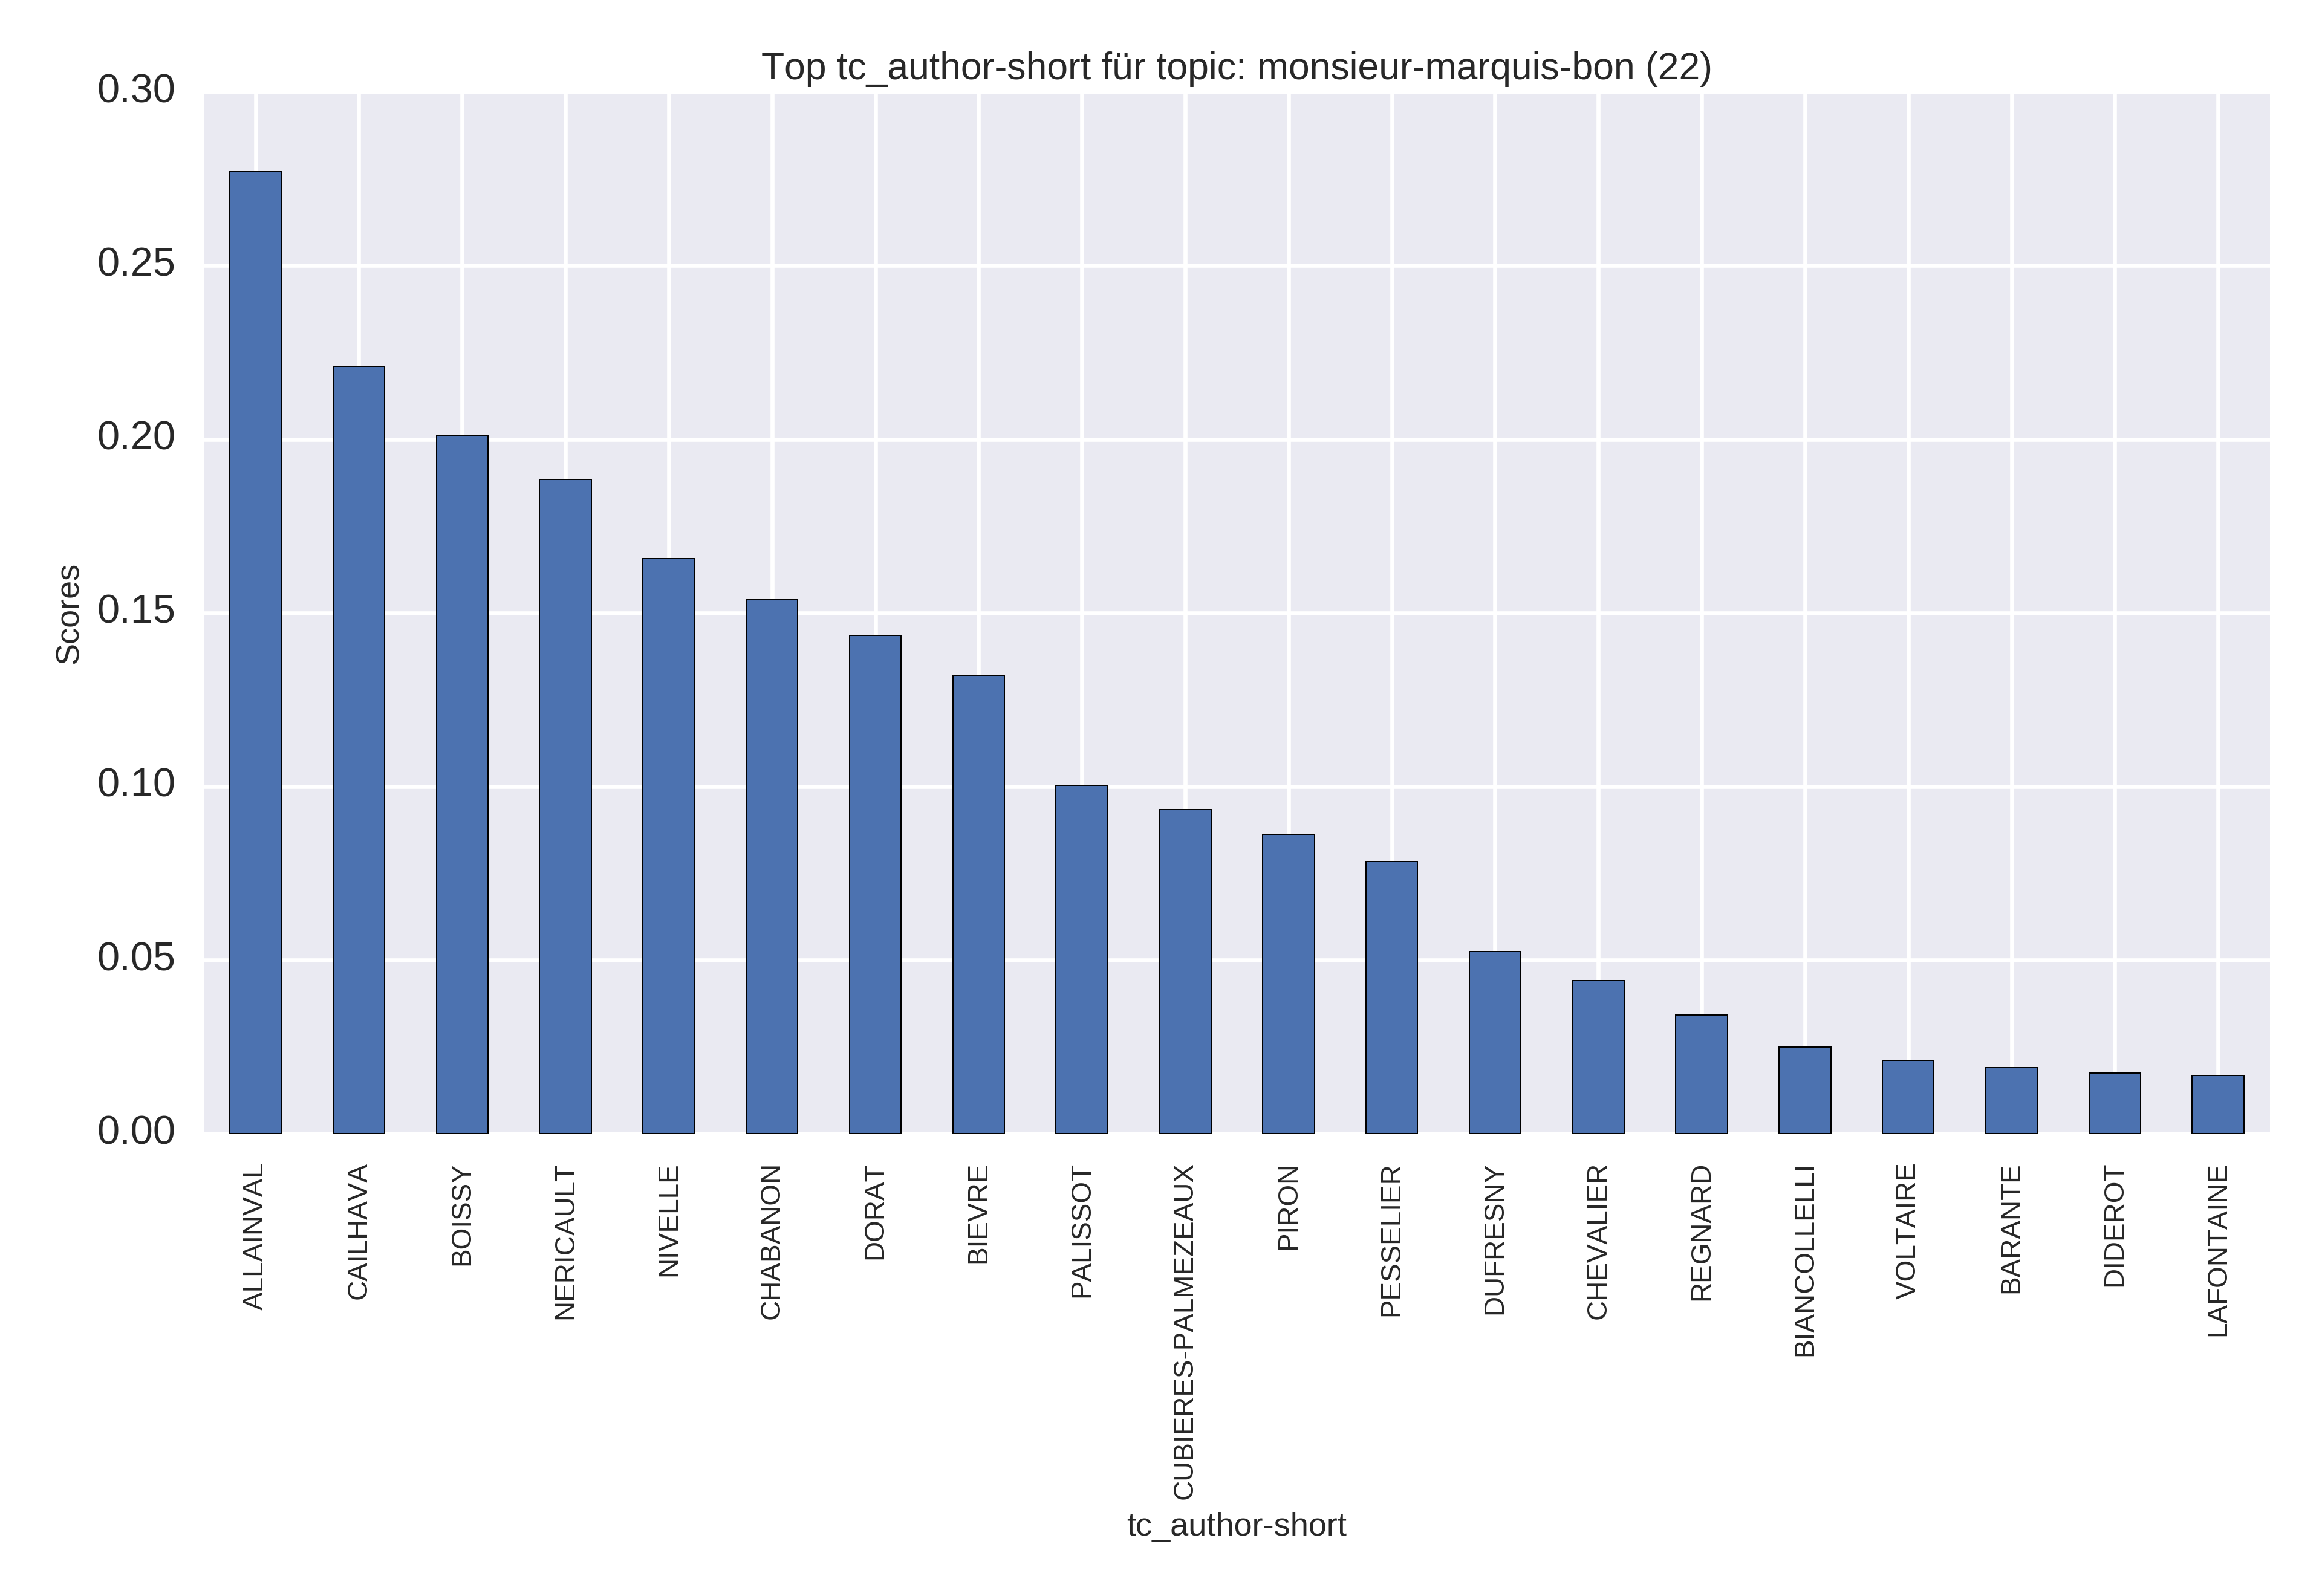 Top tc_author-short für topic: monsieur-marquis-bon (22)
0.30
0.25
0.20
0.15
0.10
0.05
0.00
Scores
ALLAINVAL
CAILHAVA
BOISSY
NERICAULT
NIVELLE
CHABANON
DORAT
BIEVRE
PALISSOT
CUBIERES-PALMEZEAUX
PIRON
PESSELIER
DUFRESNY
CHEVALIER
REGNARD
BIANCOLLELLI
VOLTAIRE
BARANTE
DIDEROT
LAFONTAINE
tc_author-short